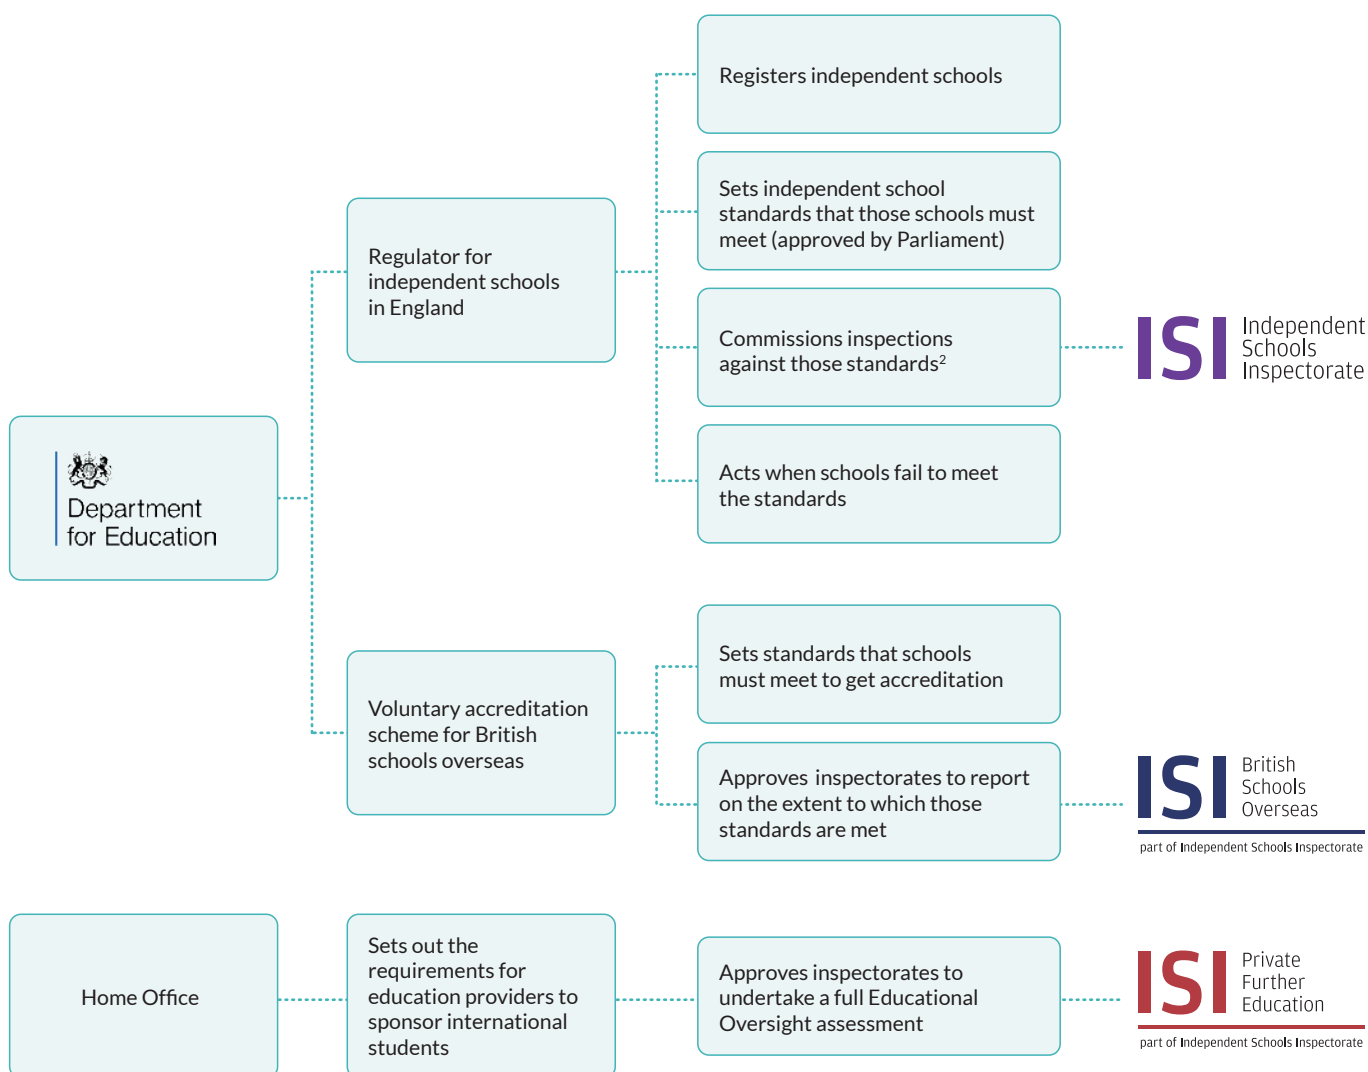 Registers independent schools
Sets independent school
standards that those schools must
meet (approved by Parliament)
Regulator for
independent schools
in England
Commissions inspections
against those standards²
ISI Independent
Schools
Inspectorate
Acts when schools fail to meet
the standards
Department
for Education
Sets standards that schools
must meet to get accreditation
Voluntary accreditation
scheme for British
schools overseas
Approves inspectorates to report
on the extent to which those
standards are met
ISI British
Schools
Overseas
part of Independent Schools Inspectorate
Home Office
Sets out the
requirements for
education providers to
sponsor international
students
Approves inspectorates to
undertake a full Educational
Oversight assessment
ISI Private
Further
Education
part of Independent Schools Inspectorate